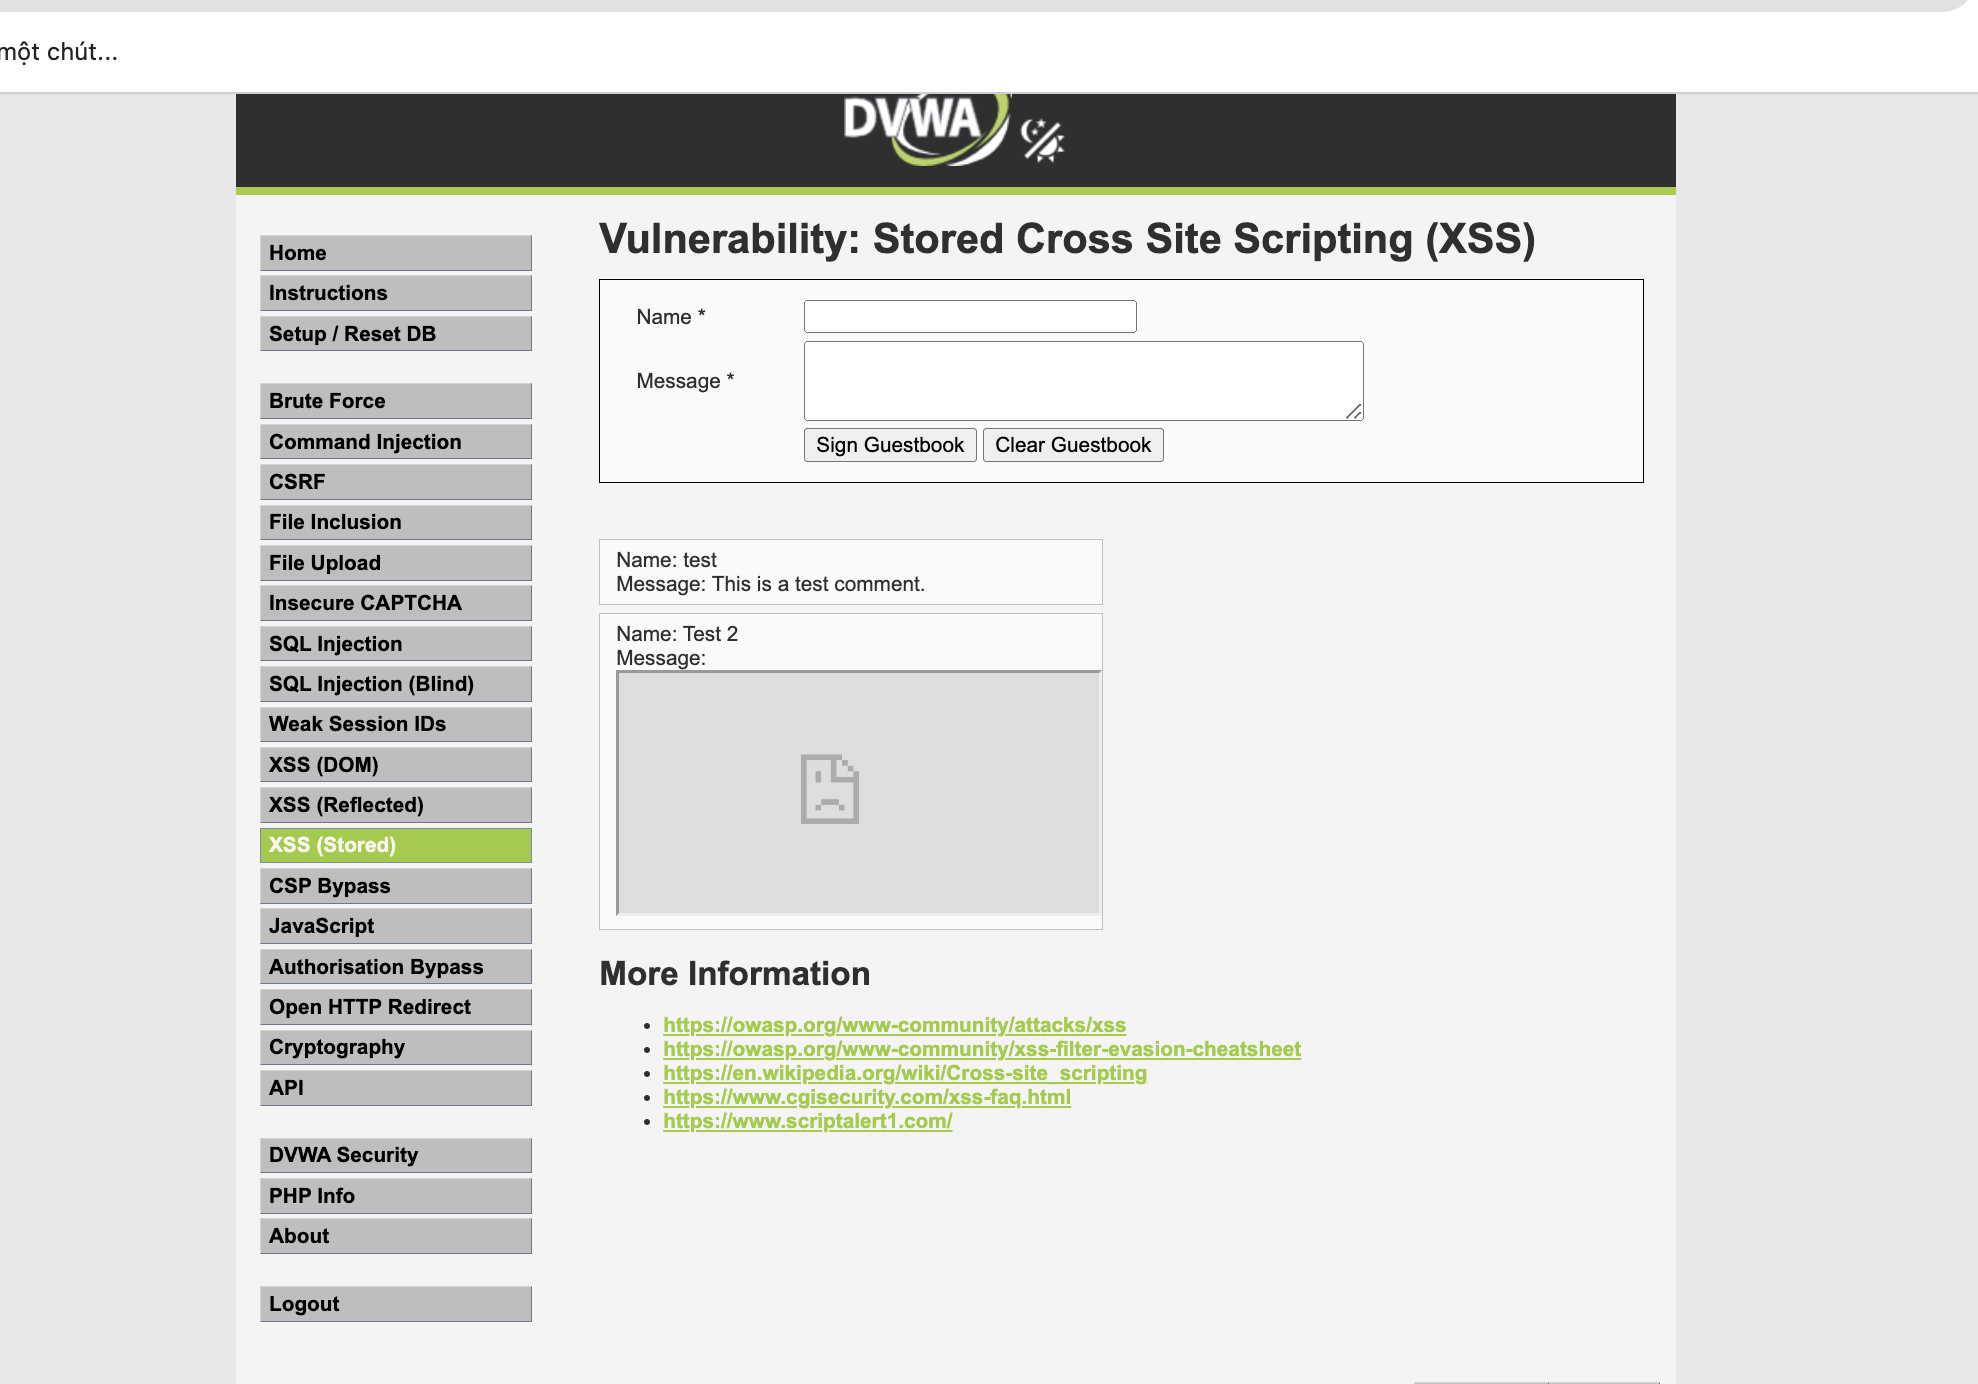 một chút...
DVWA
Home
Instructions
Setup / Reset DB
Brute Force
Command Injection
CSRF
File Inclusion
File Upload
Insecure CAPTCHA
SQL Injection
SQL Injection (Blind)
Weak Session IDs
XSS (DOM)
XSS (Reflected)
XSS (Stored)
CSP Bypass
JavaScript
Authorisation Bypass
Open HTTP Redirect
Cryptography
API
DVWA Security
PHP Info
About
Logout
Vulnerability: Stored Cross Site Scripting (XSS)
Name *
Message *
Sign Guestbook Clear Guestbook
Name: test
Message: This is a test comment.
Name: Test 2
Message:
More Information
https://owasp.org/www-community/attacks/xss
https://owasp.org/www-community/xss-filter-evasion-cheatsheet
https://en.wikipedia.org/wiki/Cross-site_scripting
https://www.cgisecurity.com/xss-faq.html
https://www.scriptalert1.com/